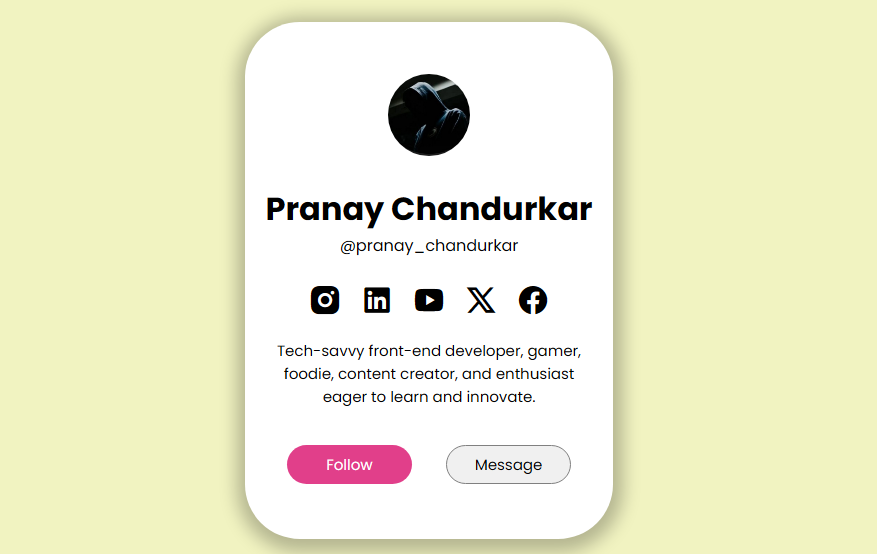 Pranay Chandurkar
@pranay_chandurkar
Tech-savvy front-end developer, gamer,
foodie, content creator, and enthusiast
eager to learn and innovate.
Follow
Message